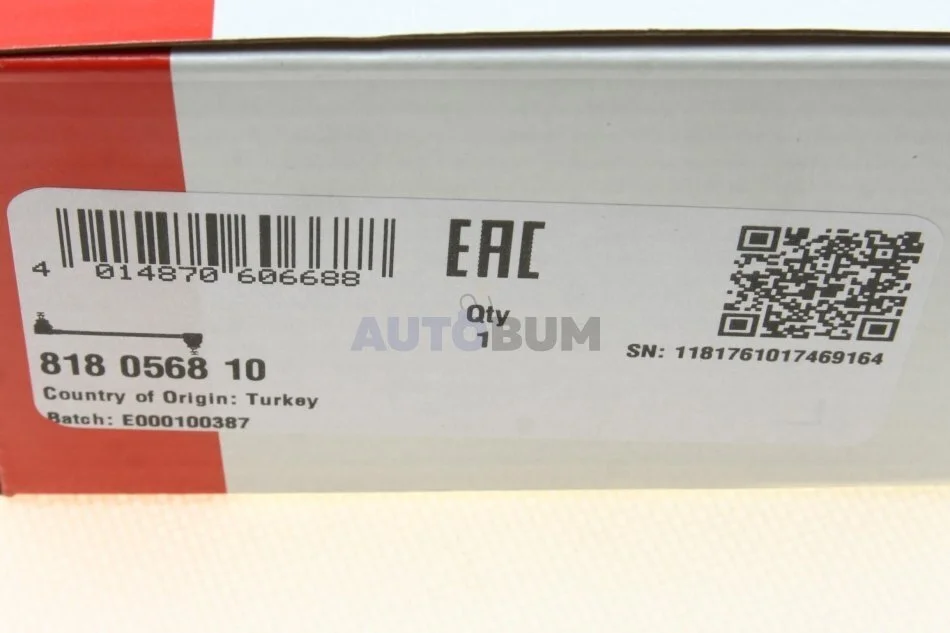 4 014870 606688
EAC
Qty
1
AUTOBUM
SN: 1181761017469164
818 0568 10
Country of Origin: Turkey
Batch: E000100387